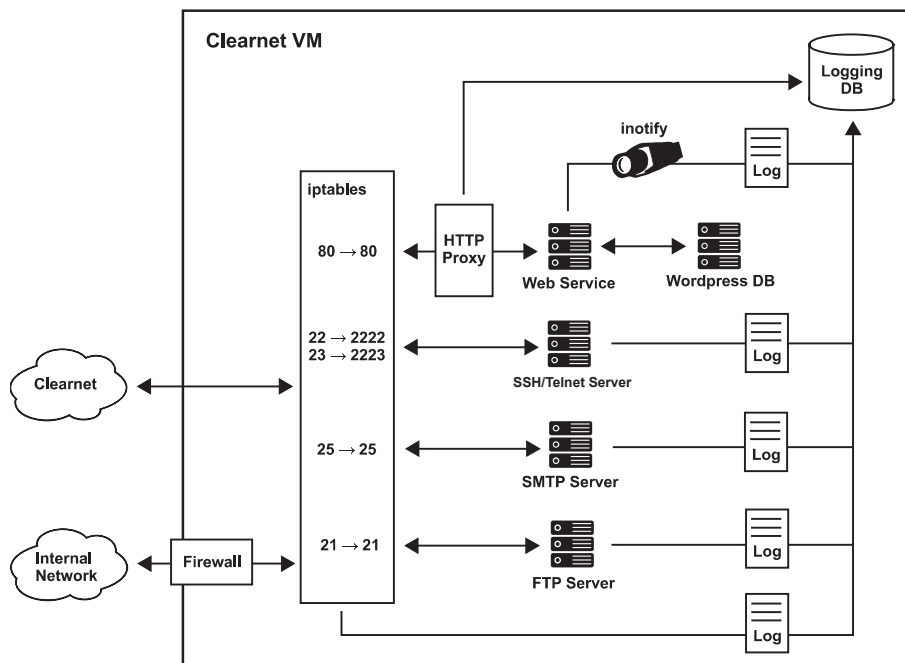 Clearnet VM
Logging
DB
inotify
Log
iptables
HTTP
Proxy
80 → 80
Web Service
Wordpress DB
22 → 2222
23 → 2223
Log
SSH/Telnet Server
Clearnet
25 → 25
Log
SMTP Server
Internal
Network
Firewall
21 → 21
Log
FTP Server
Log